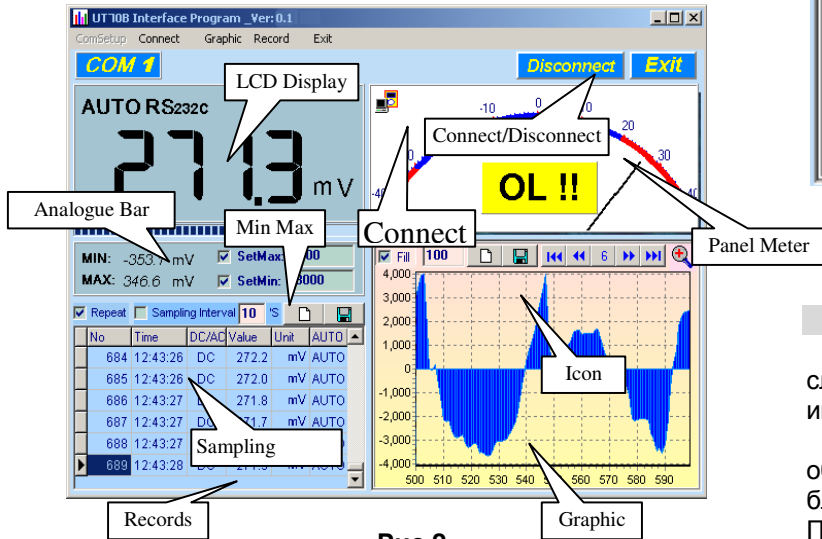 UT70B Interface Program _Ver: 0.1
ComSetup Connect Graphic Record Exit
COM 1
Disconnect Exit
LCD Display
AUTO RS232C
271.3 mV
-10 0
20
30
40
-40
Connect/Disconnect
OL !!
Analogue Bar
Min Max
Connect
Panel Meter
MIN: -353.7 mV
SetMax:
MAX: 346.6 mV
SetMin:
Fill 100
6
Repeat Sampling Interval 10 'S
No Time DC/AC Value Unit AUTO
684 12:43:26 DC 272.2 mV AUTO
685 12:43:26 DC 272.0 mV AUTO
686 12:43:27 DC 271.8 mV AUTO
687 12:43:27 DC mV AUTO
688 12:43:27
689 12:43:28 mV AUTO
Sampling
Records
4,000
3,000
2,000
1,000
0
-1,000
-2,000
-3,000
-4,000
500 510 520 530 540 550 560 570 580 590
Icon
Graphic